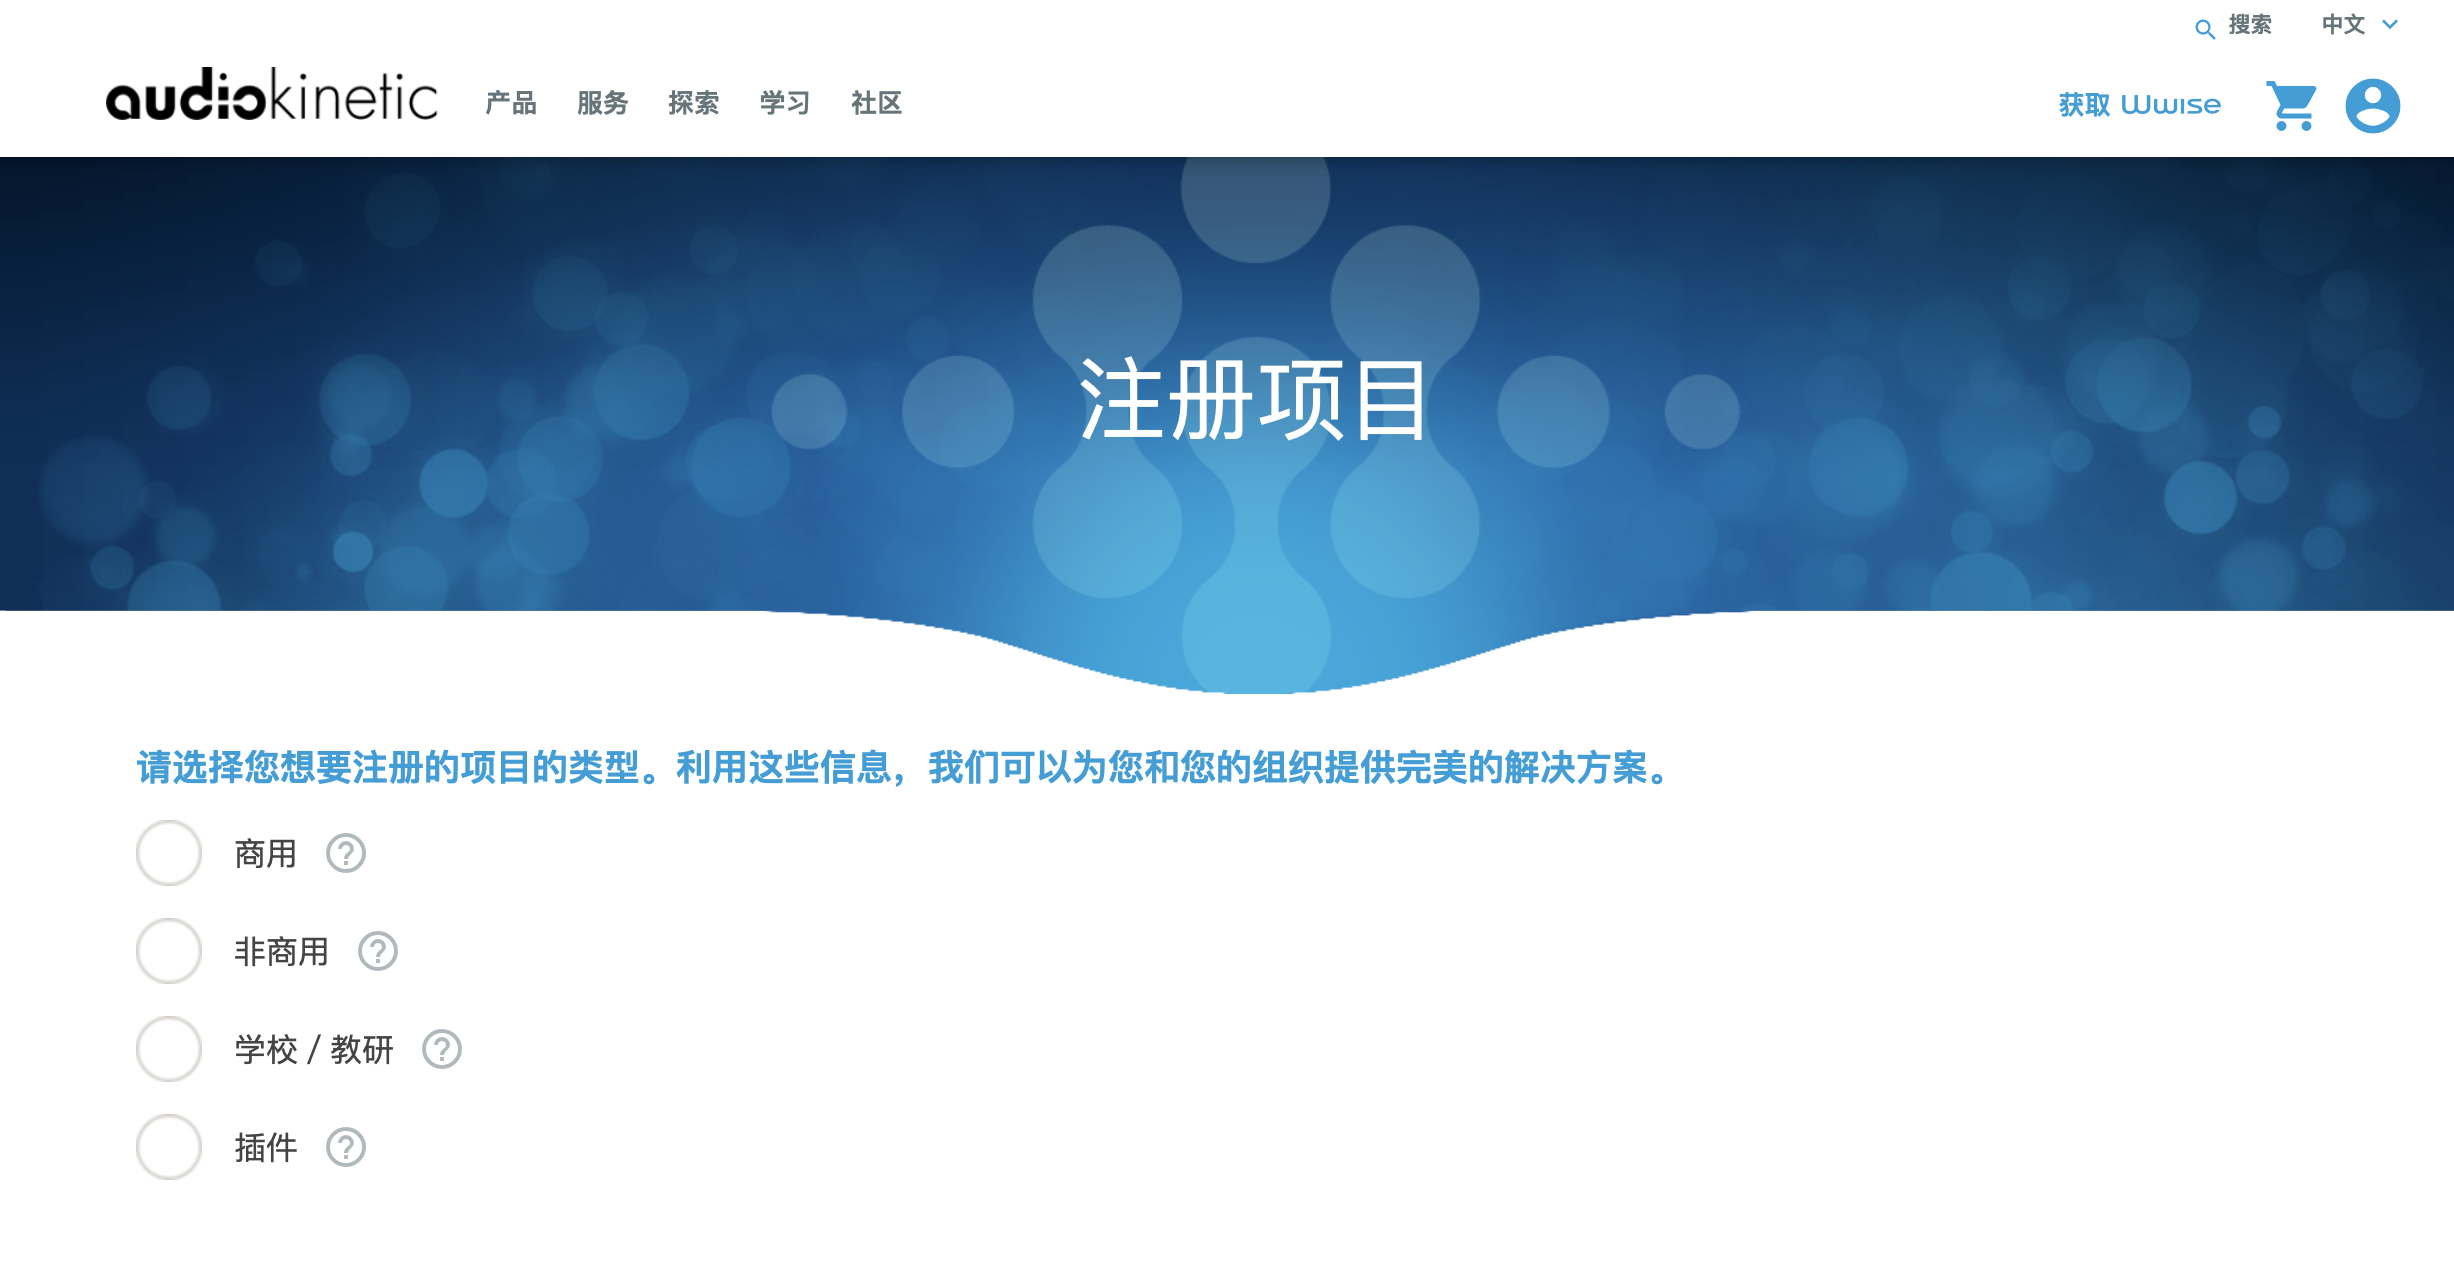 搜索 中文
audiokinetic 产品 服务 探索 学习 社区 获取 Wwise
注册项目
请选择您想要注册的项目的类型。利用这些信息，我们可以为您和您的组织提供完美的解决方案。
商用 ?
非商用 ?
学校 / 教研 ?
插件 ?